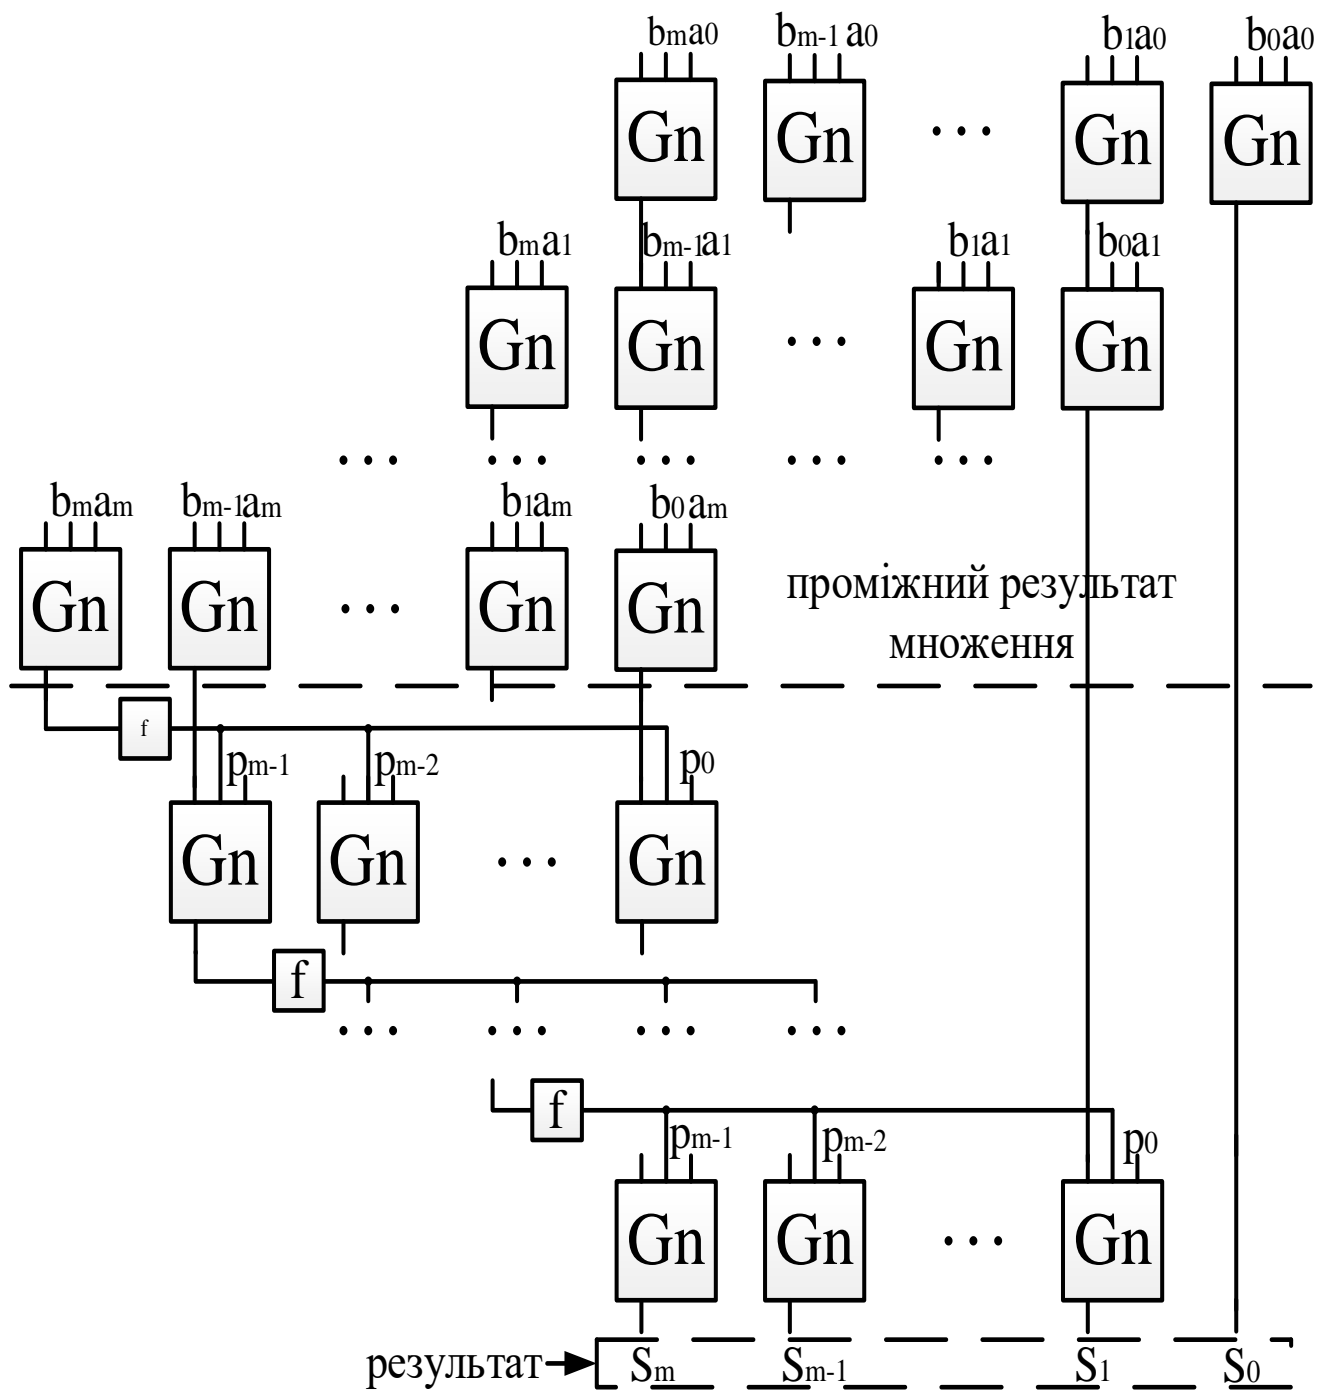 bma0 bm-1 a0 b1a0 b0a0
Gn Gn ... Gn Gn
bma1 bm-1a1 b1a1 b0a1
Gn Gn ... Gn Gn
... ... ... ... ...
bmam bm-1am b1am b0am
Gn Gn ... Gn Gn
проміжний результат
множення
f
pm-1 pm-2 p0
Gn Gn ... Gn
f
... ... ... ...
f
pm-1 pm-2 p0
Gn Gn ... Gn
результат Sm Sm-1 S1 S0